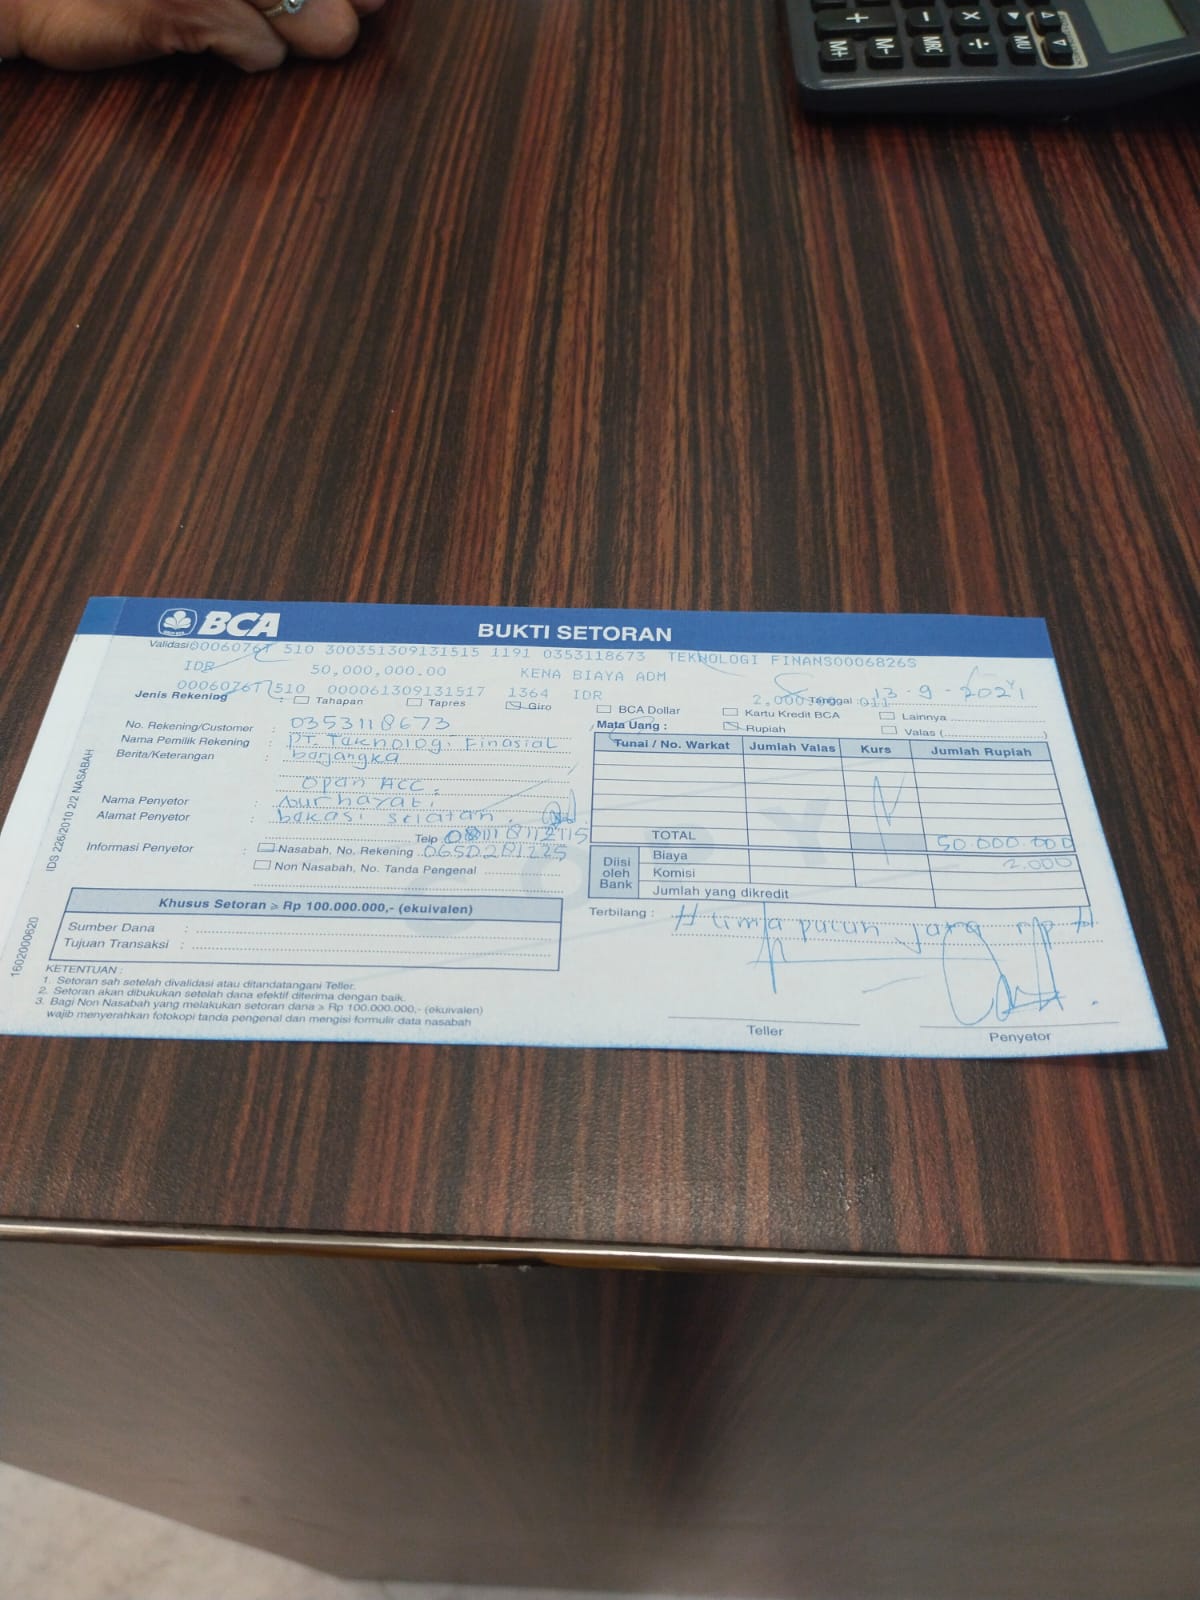 M+ M- MRC ÷ MU
+ - X
BCA
BUKTI SETORAN
Validasi 0006076T 510 300351309131515 1191 0353118673 TEKNOLOGI FINANS0006826S
IDR 50,000,000.00 KENA BIAYA ADM
0006076T 510 000061309131517 1364 IDR 2,000.00 011
Tanggal : 13-9-2021
Jenis Rekening : Tahapan Tapres Giro BCA Dollar Kartu Kredit BCA Lainnya
Mata Uang : Rupiah Valas ( )
No. Rekening/Customer : 0353118673
Nama Pemilik Rekening : PT. Teknologi Finasial
Berita/Keterangan : berjangka
Opan Acc.
Nama Penyetor : Nurhayati
Alamat Penyetor : bekasi selatan.
Telp
Informasi Penyetor : Nasabah, No. Rekening
Non Nasabah, No. Tanda Pengenal
Tunai / No. Warkat Jumlah Valas Kurs Jumlah Rupiah
TOTAL 50.000.000
Diisi oleh Bank
Biaya 2.000
Komisi
Jumlah yang dikredit
COPY
Terbilang : # lima puluh juta rp #
Khusus Setoran ≥ Rp 100.000.000,- (ekuivalen)
Sumber Dana :
Tujuan Transaksi :
KETENTUAN :
1. Setoran sah setelah divalidasi atau ditandatangani Teller.
2. Setoran akan dibukukan setelah dana efektif diterima dengan baik.
3. Bagi Non Nasabah yang melakukan setoran dana ≥ Rp 100.000.000,- (ekuivalen)
wajib menyerahkan fotokopi tanda pengenal dan mengisi formulir data nasabah
Teller
Penyetor
IDS 226/2010 2/2 NASABAH
1602000620